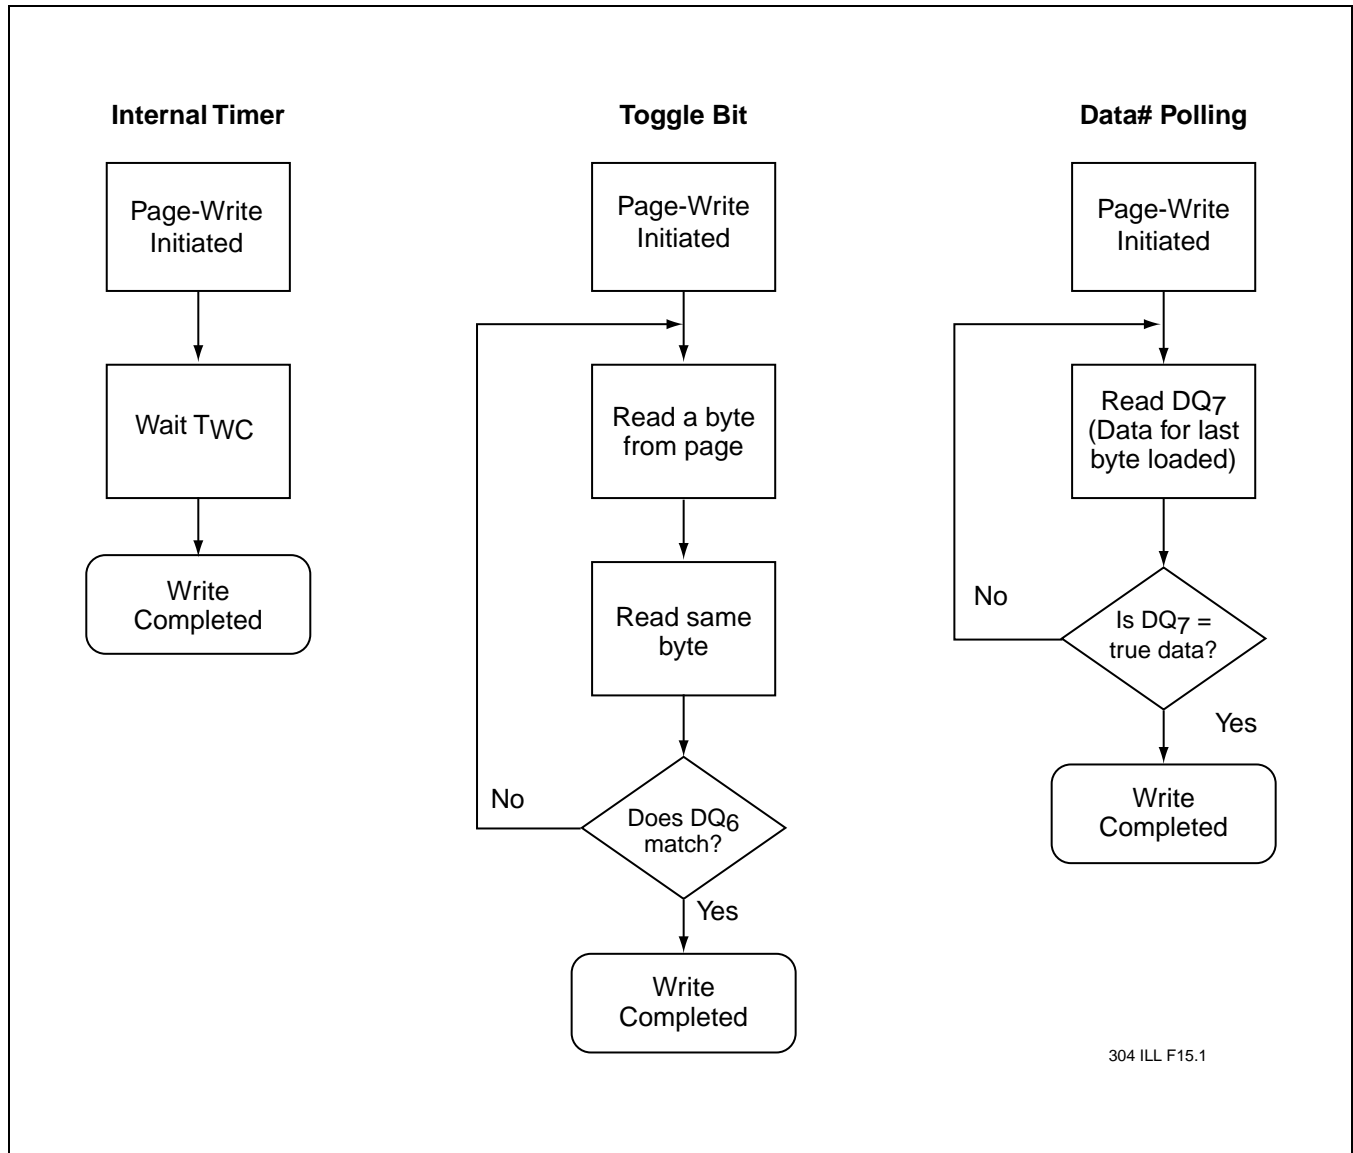 Internal Timer
Page-Write
Initiated
Wait TWC
Write
Completed
Toggle Bit
Page-Write
Initiated
Read a byte
from page
Read same
byte
Does DQ6
match?
No
Yes
Write
Completed
Data# Polling
Page-Write
Initiated
Read DQ7
(Data for last
byte loaded)
Is DQ7 =
true data?
No
Yes
Write
Completed
304 ILL F15.1